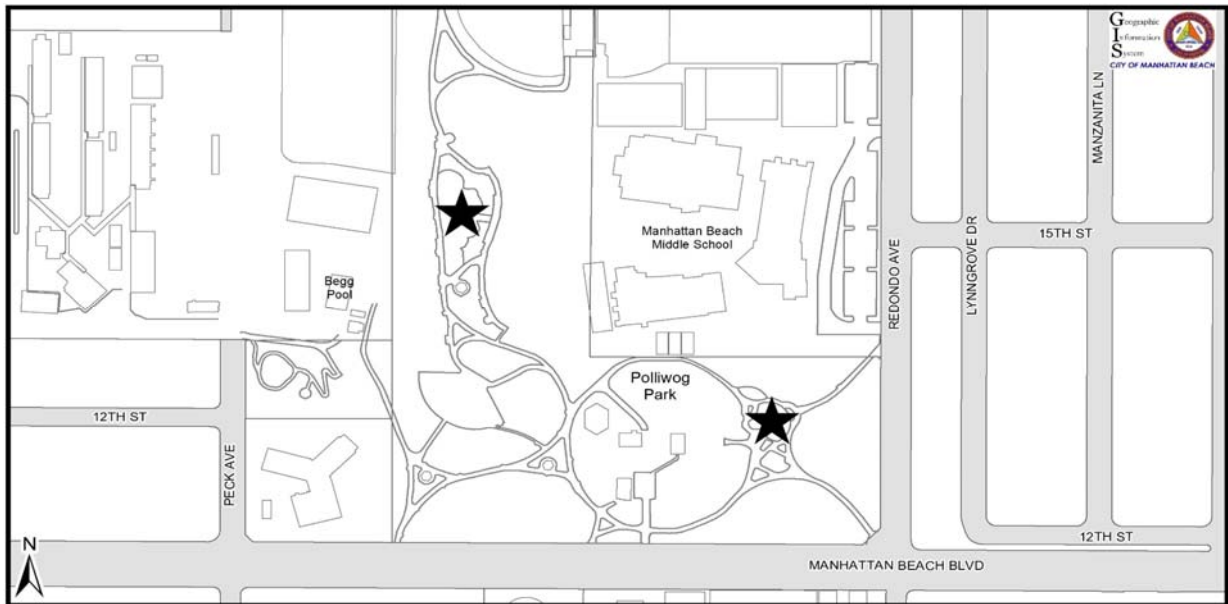 Geographic
Information
System
CITY OF MANHATTAN BEACH
MANZANITA LN
15TH ST
LYNNGROVE DR
REDONDO AVE
Manhattan Beach
Middle School
Begg
Pool
Polliwog
Park
12TH ST
PECK AVE
12TH ST
N
MANHATTAN BEACH BLVD